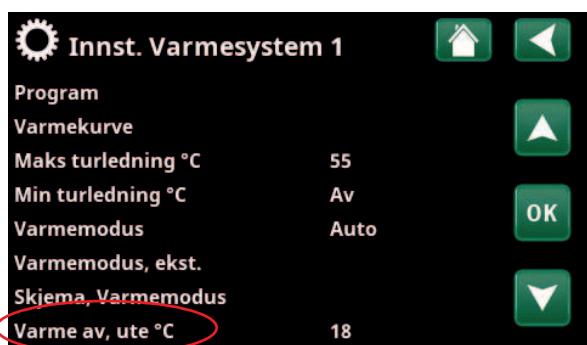 Innst. Varmesystem 1
Program
Varmekurve
Maks turledning °C 55
Min turledning °C Av
Varmemodus Auto
OK
Varmemodus, ekst.
Skjema, Varmemodus
Varme av, ute °C 18